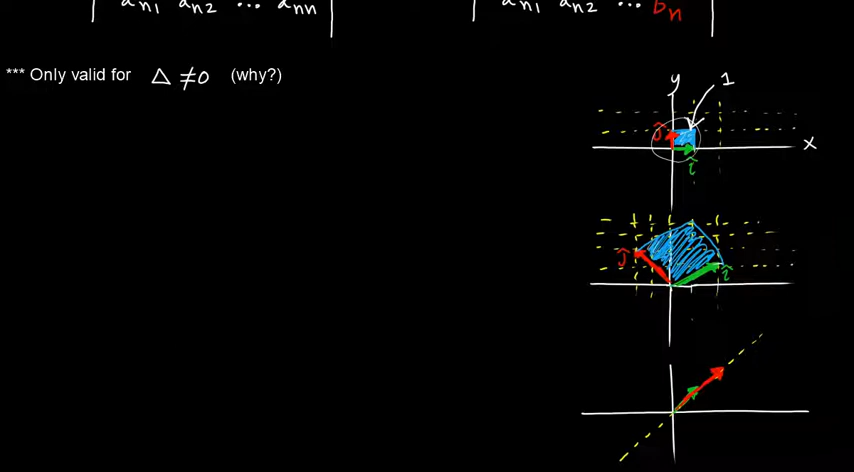 a_n1 a_n2 ... a_nn
a_n1 a_n2 ... b_n
*** Only valid for Δ ≠ 0 (why?)
y
1
ĵ
x
î
ĵ
î